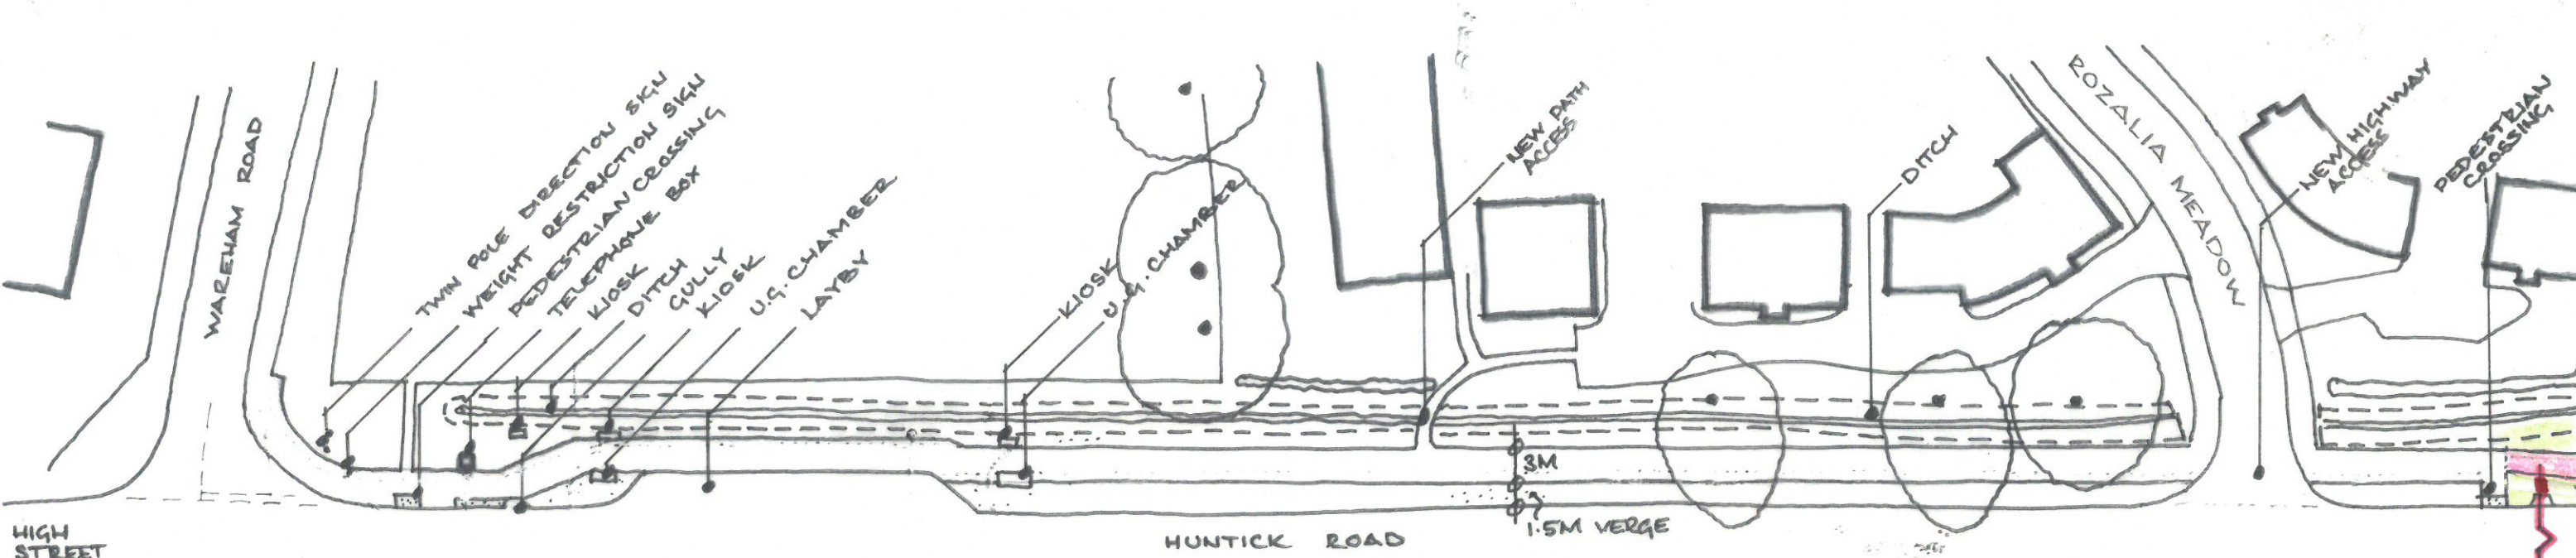 WAREHAM ROAD
TWIN POLE DIRECTION SIGN
WEIGHT RESTRICTION SIGN
PEDESTRIAN CROSSING
TELEPHONE BOX
KIOSK
DITCH
GULLY
KIOSK
U.G. CHAMBER
LAYBY
KIOSK
U.G. CHAMBER
NEW PATH
ACCESS
DITCH
ROZALIA MEADOW
NEW HIGHWAY
ACCESS
PEDESTRIAN
CROSSING
3M
1.5M VERGE
HUNTICK ROAD
HIGH
STREET